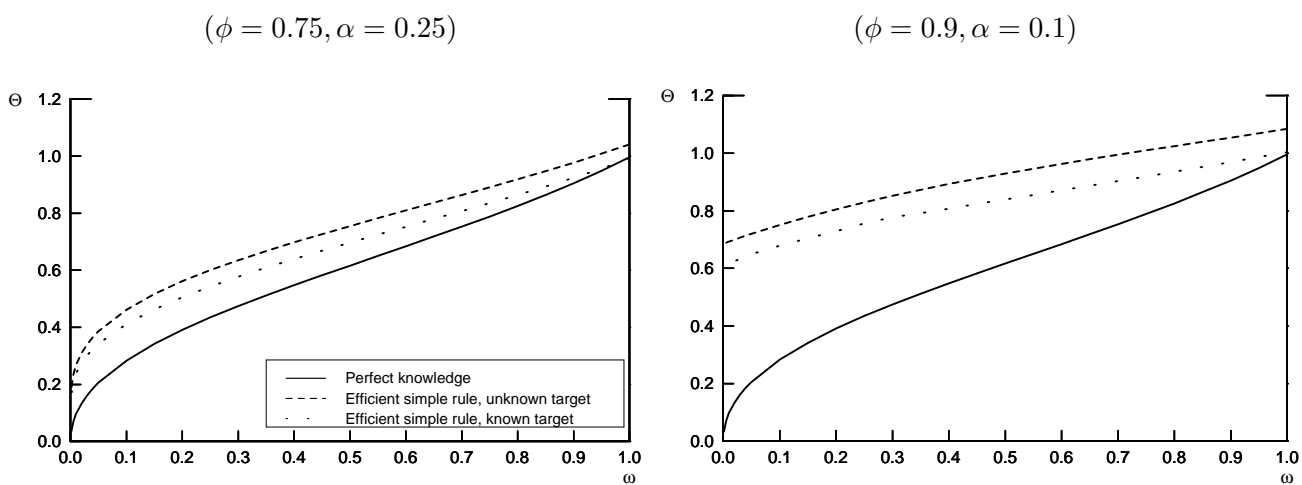 (ϕ = 0.75, α = 0.25)
(ϕ = 0.9, α = 0.1)
Θ
1.2
1.0
0.8
0.6
0.4
0.2
0.0
Perfect knowledge
Efficient simple rule, unknown target
Efficient simple rule, known target
0.0 0.1 0.2 0.3 0.4 0.5 0.6 0.7 0.8 0.9 1.0
ω
Θ
1.2
1.0
0.8
0.6
0.4
0.2
0.0
0.0 0.1 0.2 0.3 0.4 0.5 0.6 0.7 0.8 0.9 1.0
ω